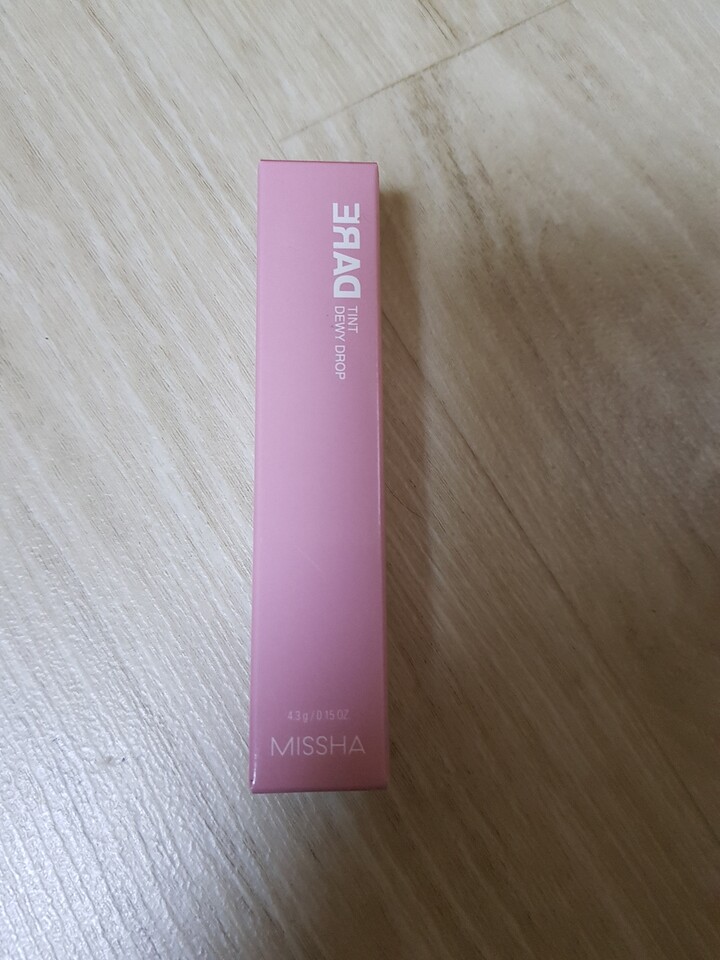 DARE
TINT
DEWY DROP
4.3 g / 0.15 OZ
MISSHA